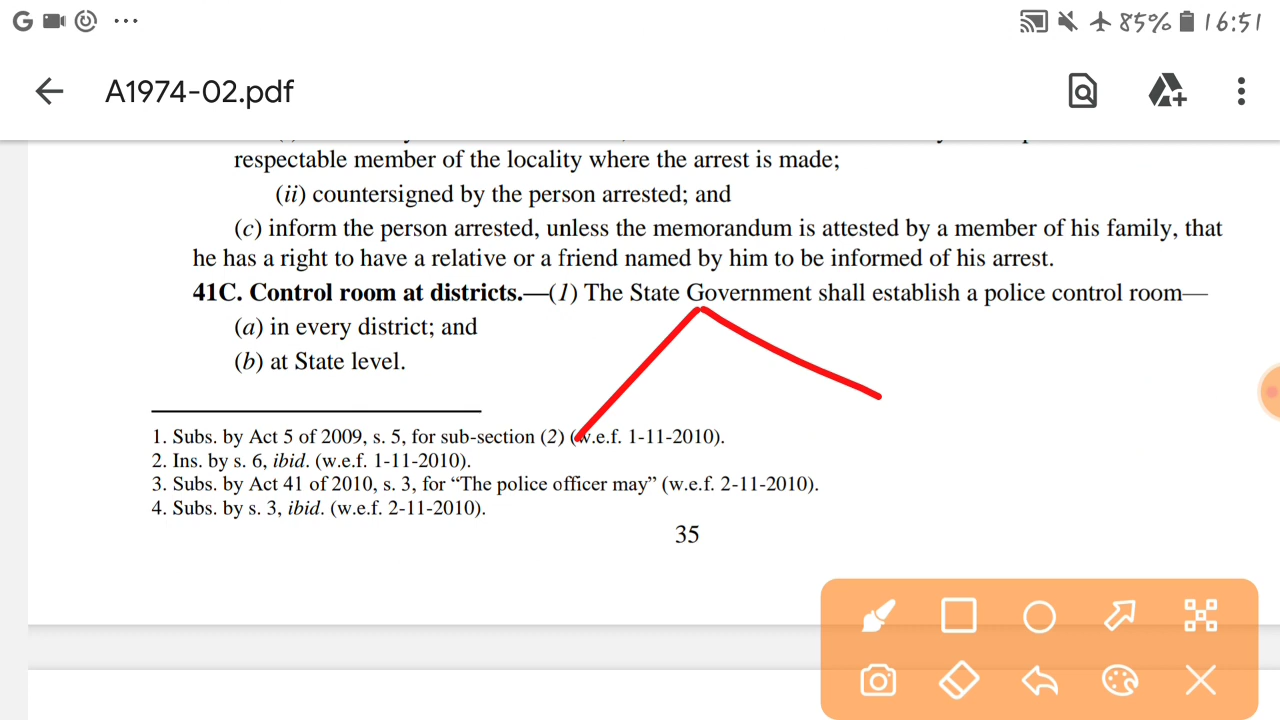 85% 16:51
A1974-02.pdf
respectable member of the locality where the arrest is made;
(ii) countersigned by the person arrested; and
(c) inform the person arrested, unless the memorandum is attested by a member of his family, that
he has a right to have a relative or a friend named by him to be informed of his arrest.
41C. Control room at districts.—(1) The State Government shall establish a police control room—
(a) in every district; and
(b) at State level.
1. Subs. by Act 5 of 2009, s. 5, for sub-section (2) (w.e.f. 1-11-2010).
2. Ins. by s. 6, ibid. (w.e.f. 1-11-2010).
3. Subs. by Act 41 of 2010, s. 3, for “The police officer may” (w.e.f. 2-11-2010).
4. Subs. by s. 3, ibid. (w.e.f. 2-11-2010).
35